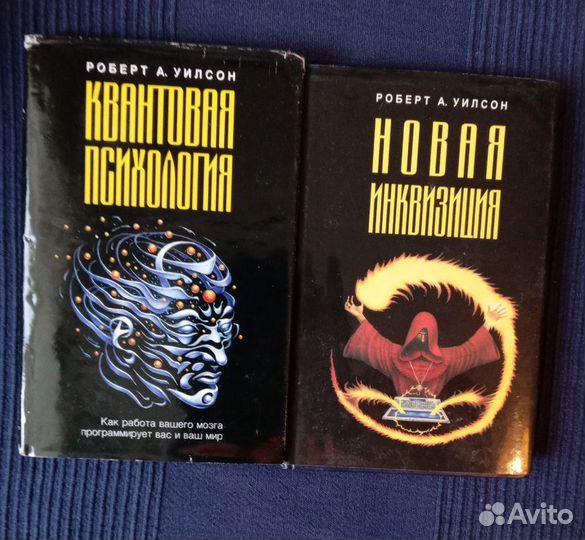 РОБЕРТ А. УИЛСОН
КВАНТОВАЯ
ПСИХОЛОГИЯ
Как работа вашего мозга
программирует вас и ваш мир
РОБЕРТ А. УИЛСОН
НОВАЯ
ИНКВИЗИЦИЯ
Avito